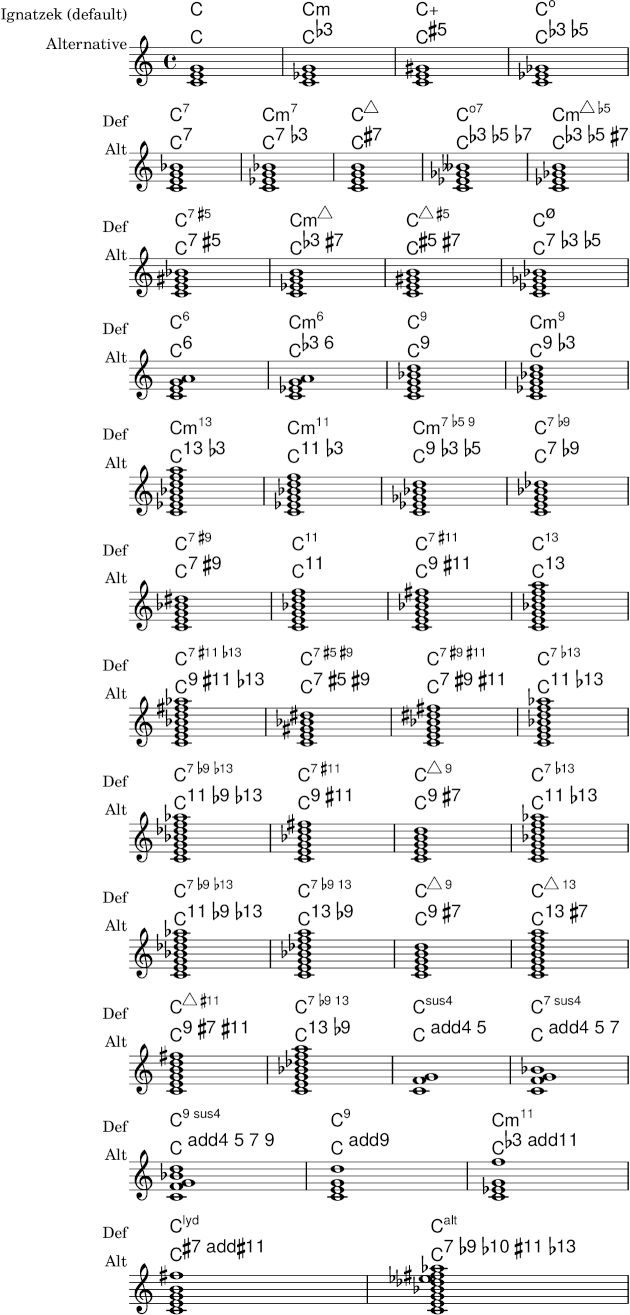 Ignatzek (default) C Cm C+ Co
Alternative C C♭3 C♯5 C♭3 ♭5
Def C7 Cm7 C△ Co7 Cm△ ♭5
Alt C7 C7 ♭3 C♯7 C♭3 ♭5 ♭7 C♭3 ♭5 ♯7
Def C7 ♯5 Cm△ C△ ♯5 CØ
Alt C7 ♯5 C♭3 ♯7 C♯5 ♯7 C7 ♭3 ♭5
Def C6 Cm6 C9 Cm9
Alt C6 C♭3 6 C9 C9 ♭3
Def Cm13 Cm11 Cm7 ♭5 9 C7 ♭9
Alt C13 ♭3 C11 ♭3 C9 ♭3 ♭5 C7 ♭9
Def C7 ♯9 C11 C7 ♯11 C13
Alt C7 ♯9 C11 C9 ♯11 C13
Def C7 ♯11 ♭13 C7 ♯5 ♯9 C7 ♯9 ♯11 C7 ♭13
Alt C9 ♯11 ♭13 C7 ♯5 ♯9 C7 ♯9 ♯11 C11 ♭13
Def C7 ♭9 ♭13 C7 ♯11 C△ 9 C7 ♭13
Alt C11 ♭9 ♭13 C9 ♯11 C9 ♯7 C11 ♭13
Def C7 ♭9 ♭13 C7 ♭9 13 C△ 9 C△ 13
Alt C11 ♭9 ♭13 C13 ♭9 C9 ♯7 C13 ♯7
Def C△ ♯11 C7 ♭9 13 Csus4 C7 sus4
Alt C9 ♯7 ♯11 C13 ♭9 C add4 5 C add4 5 7
Def C9 sus4 C9 Cm11
Alt C add4 5 7 9 C add9 C♭3 add11
Def Clyd Calt
Alt C♯7 add♯11 C7 ♭9 ♭10 ♯11 ♭13